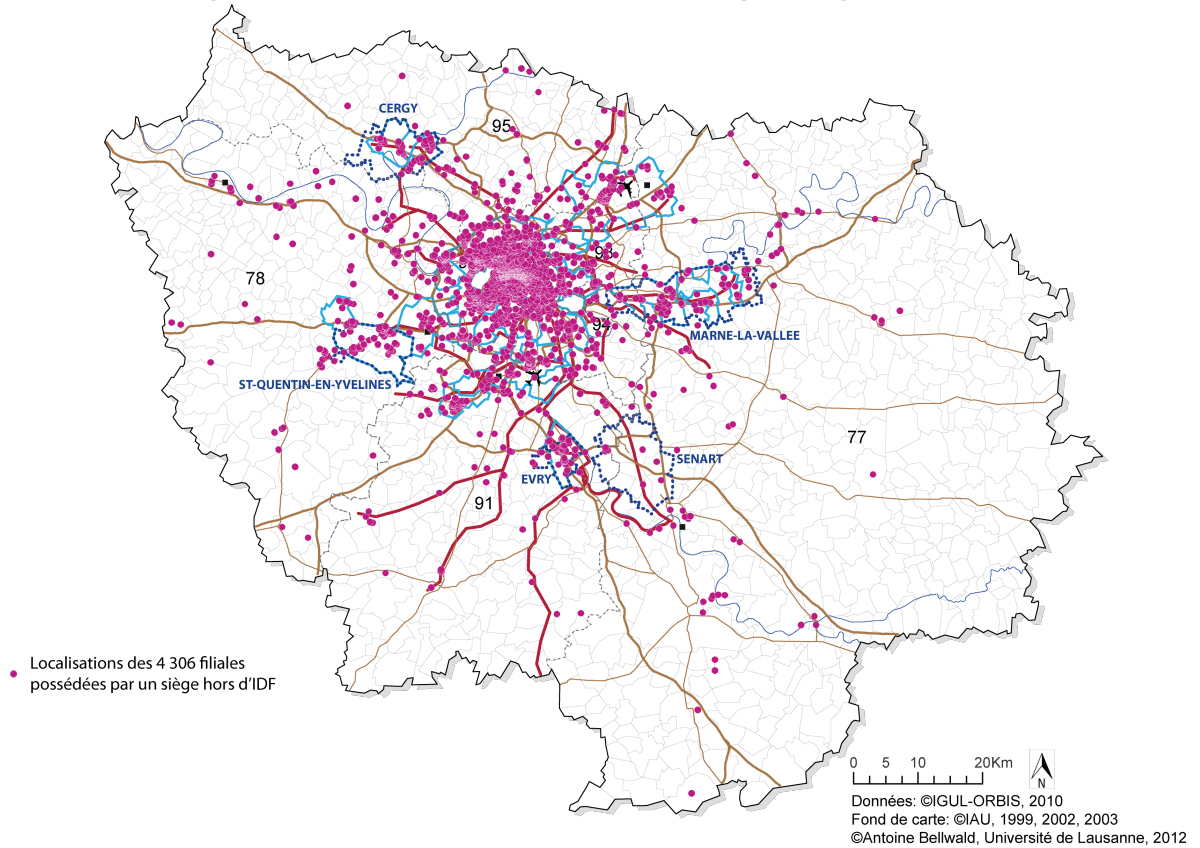 CERGY
95
93
78
94
MARNE-LA-VALLEE
ST-QUENTIN-EN-YVELINES
77
SENART
EVRY
91
Localisations des 4 306 filiales
possédées par un siège hors d'IDF
0 5 10 20Km
N
Données: ©IGUL-ORBIS, 2010
Fond de carte: ©IAU, 1999, 2002, 2003
©Antoine Bellwald, Université de Lausanne, 2012